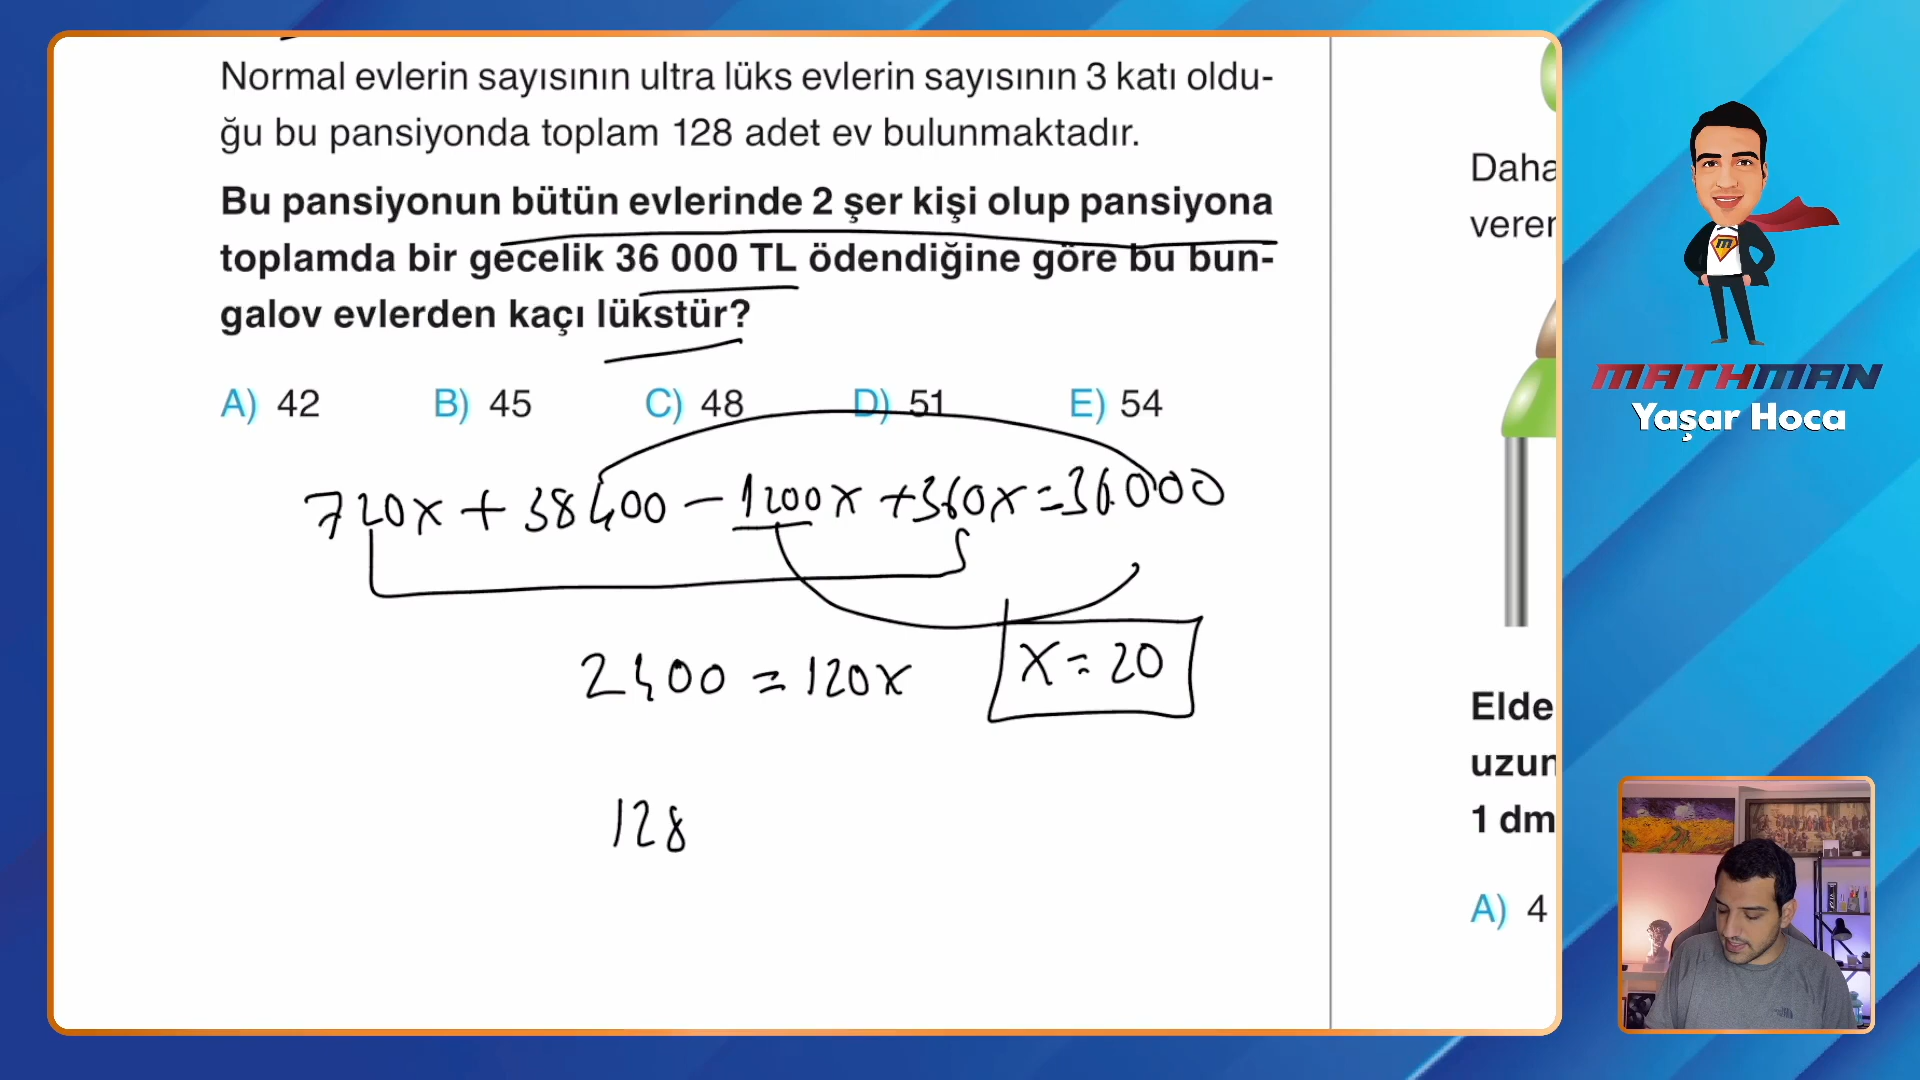 Normal evlerin sayısının ultra lüks evlerin sayısının 3 katı oldu-
ğu bu pansiyonda toplam 128 adet ev bulunmaktadır.
Bu pansiyonun bütün evlerinde 2 şer kişi olup pansiyona
toplamda bir gecelik 36 000 TL ödendiğine göre bu bun-
galov evlerden kaçı lükstür?
A) 42 B) 45 C) 48 D) 51 E) 54
720x + 38400 - 1200x + 360x = 36000
2400 = 120x
x = 20
128
Daha
veren
Elde
uzun
1 dm
A) 4
m
MATHMAN
Yaşar Hoca